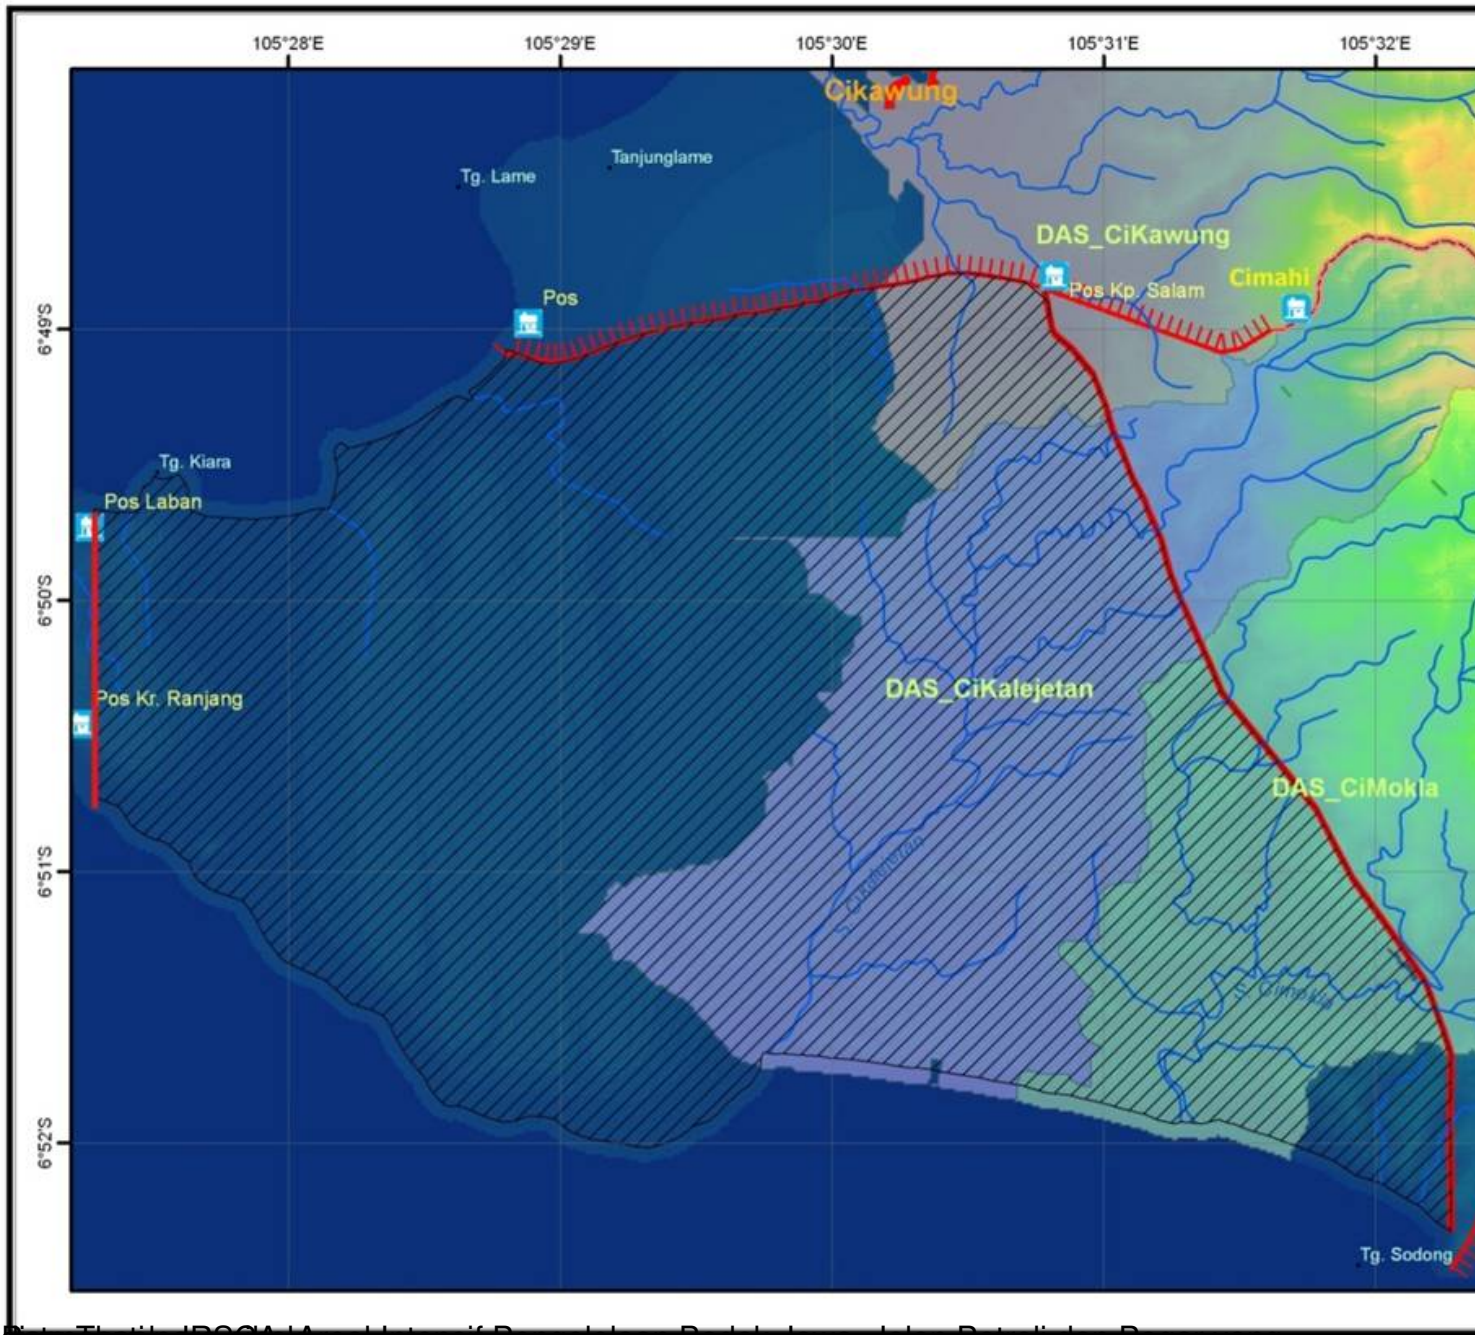 105°28'E 105°29'E 105°30'E 105°31'E 105°32'E
Cikawung
Tanjunglame
Tg. Lame
DAS_CiKawung
Cimahi
Pos Kp. Salam
Pos
6°49'S
Tg. Kiara
Pos Laban
6°50'S
DAS_CiKalejetan
Pos Kr. Ranjang
DAS_CiMokla
6°51'S
S. CiKalejetan
S. Cimokla
6°52'S
Tg. Sodong